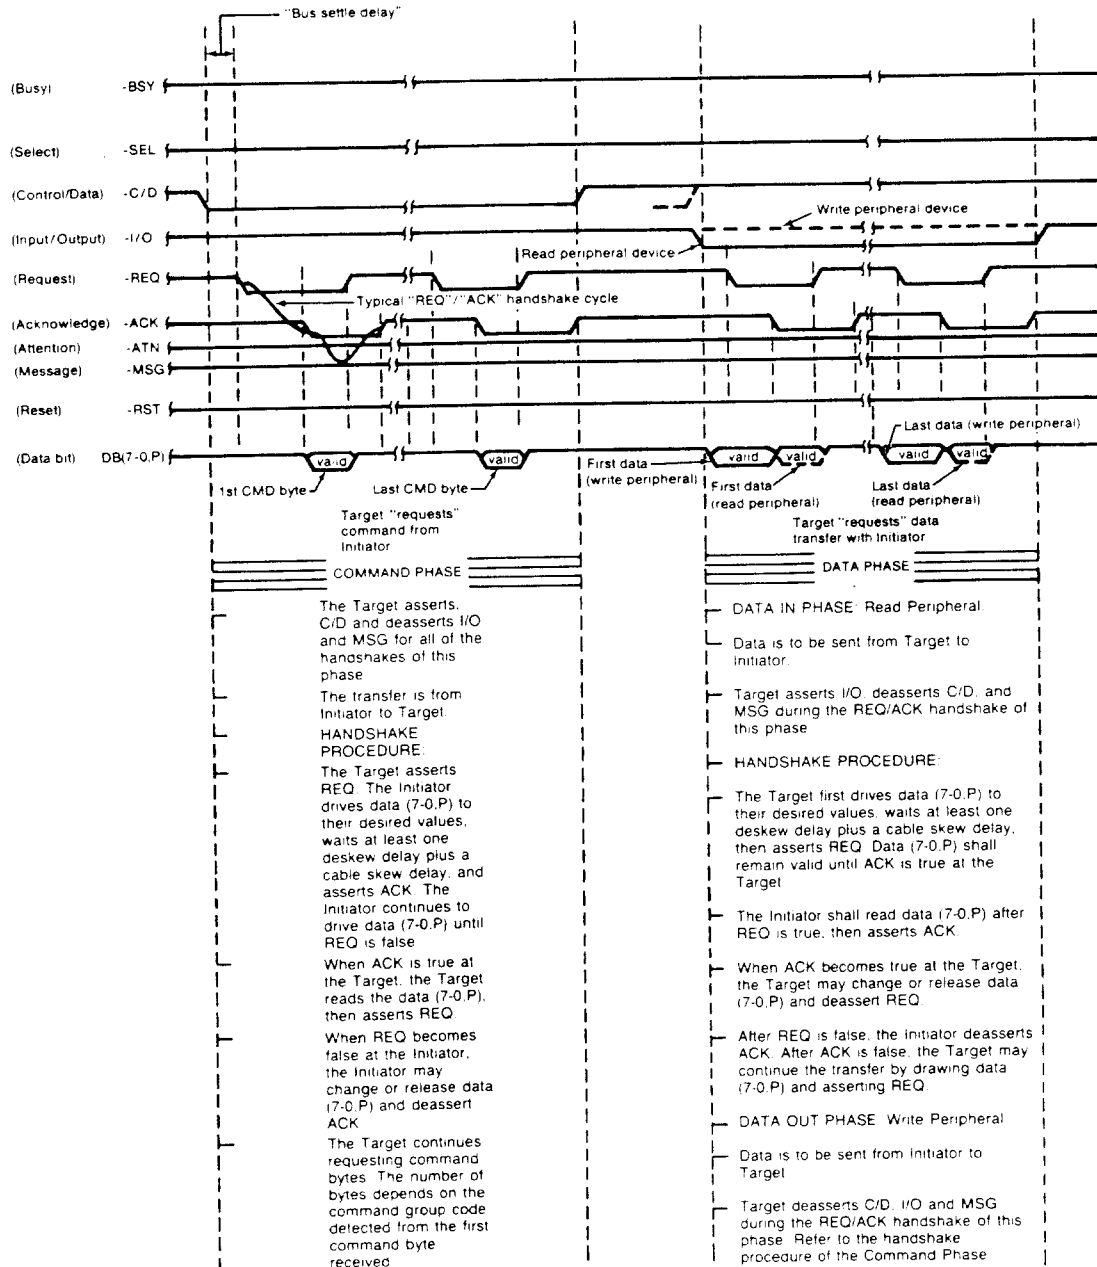 "Bus settle delay"
(Busy) -BSY
(Select) -SEL
(Control/Data) -C/D
Write peripheral device
(Input/Output) -I/O
Read peripheral device
(Request) -REQ
Typical "REQ"/"ACK" handshake cycle
(Acknowledge) -ACK
(Attention) -ATN
(Message) -MSG
(Reset) -RST
Last data (write peripheral)
(Data bit) DB(7-0,P)
valid
valid
valid
valid
valid
valid
1st CMD byte
Last CMD byte
First data
(write peripheral)
First data
(read peripheral)
Last data
(read peripheral)
Target "requests"
command from
Initiator
COMMAND PHASE
The Target asserts,
C/D and deasserts I/O
and MSG for all of the
handshakes of this
phase
The transfer is from
Initiator to Target.
HANDSHAKE
PROCEDURE:
The Target asserts
REQ. The Initiator
drives data (7-0,P) to
their desired values,
waits at least one
deskew delay plus a
cable skew delay, and
asserts ACK. The
Initiator continues to
drive data (7-0,P) until
REQ is false
When ACK is true at
the Target, the Target
reads the data (7-0,P),
then asserts REQ.
When REQ becomes
false at the Initiator,
the Initiator may
change or release data
(7-0,P) and deassert
ACK
The Target continues
requesting command
bytes. The number of
bytes depends on the
command group code
detected from the first
command byte
received
Target "requests" data
transfer with Initiator
DATA PHASE
DATA IN PHASE: Read Peripheral.
Data is to be sent from Target to
Initiator.
Target asserts I/O, deasserts C/D, and
MSG during the REQ/ACK handshake of
this phase
HANDSHAKE PROCEDURE:
The Target first drives data (7-0,P) to
their desired values, waits at least one
deskew delay plus a cable skew delay,
then asserts REQ. Data (7-0,P) shall
remain valid until ACK is true at the
Target
The Initiator shall read data (7-0,P) after
REQ is true, then asserts ACK.
When ACK becomes true at the Target,
the Target may change or release data
(7-0,P) and deassert REQ.
After REQ is false, the Initiator deasserts
ACK. After ACK is false, the Target may
continue the transfer by drawing data
(7-0,P) and asserting REQ.
DATA OUT PHASE: Write Peripheral
Data is to be sent from Initiator to
Target
Target deasserts C/D, I/O and MSG
during the REQ/ACK handshake of this
phase. Refer to the handshake
procedure of the Command Phase